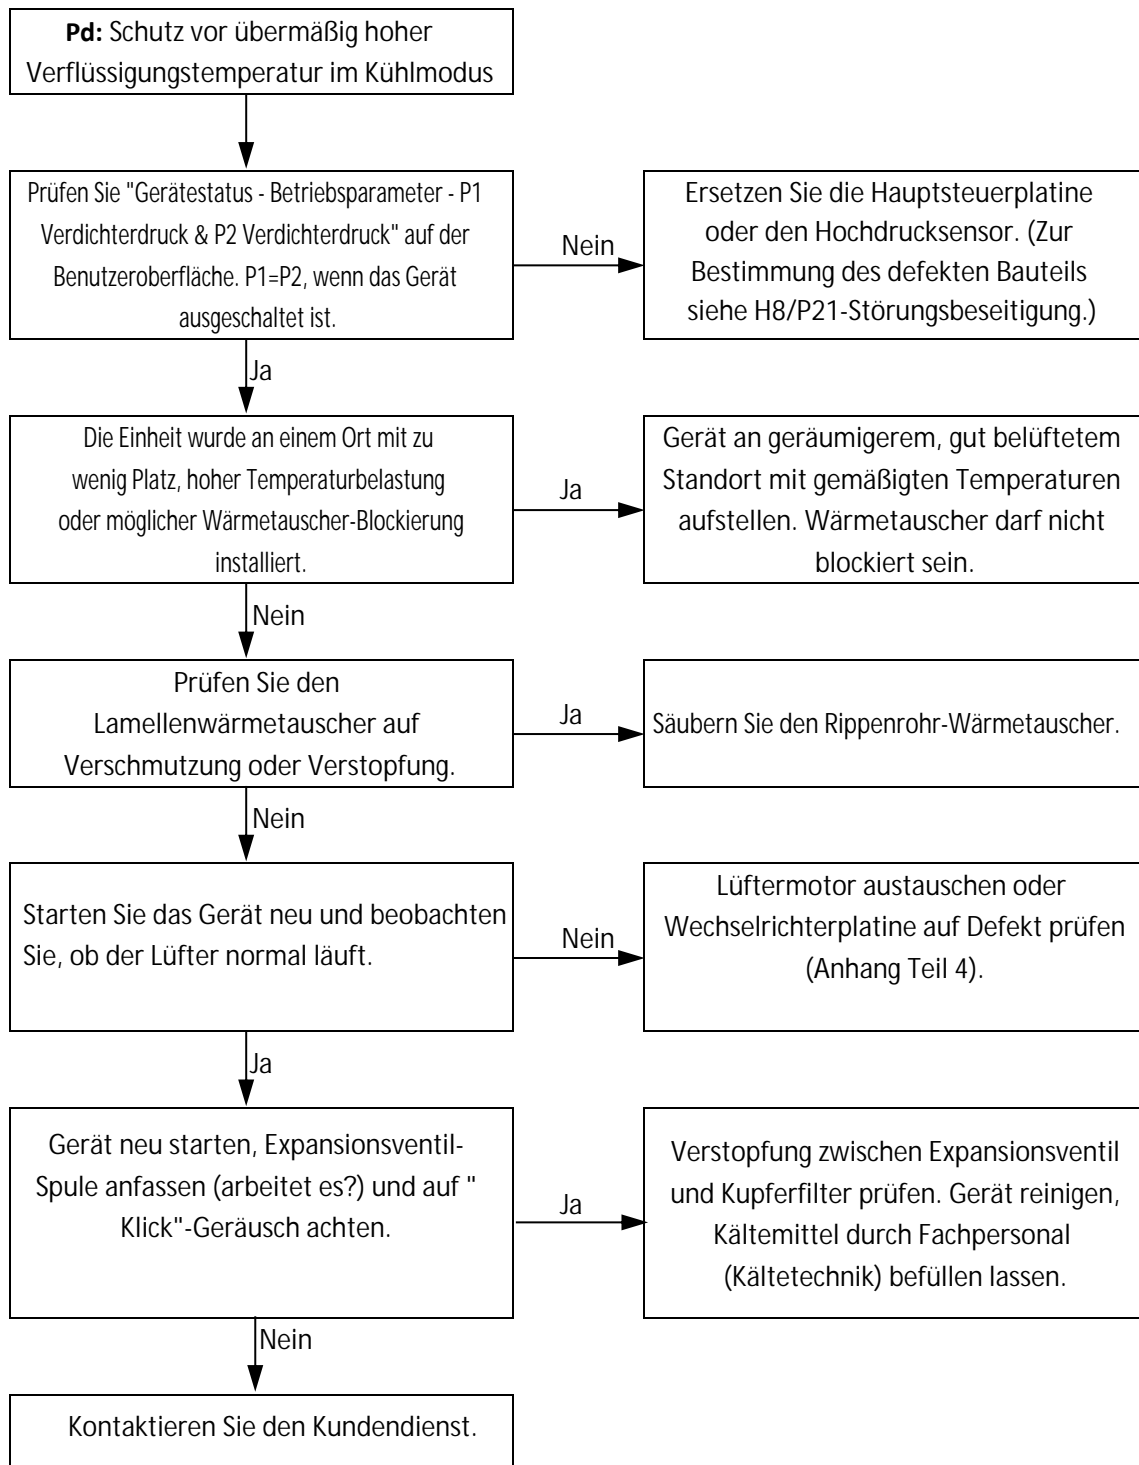 Pd: Schutz vor übermäßig hoher
Verflüssigungstemperatur im Kühlmodus
Prüfen Sie "Gerätestatus - Betriebsparameter - P1
Verdichterdruck & P2 Verdichterdruck" auf der
Benutzeroberfläche. P1=P2, wenn das Gerät
ausgeschaltet ist.
Nein
Ersetzen Sie die Hauptsteuerplatine
oder den Hochdrucksensor. (Zur
Bestimmung des defekten Bauteils
siehe H8/P21-Störungsbeseitigung.)
Ja
Die Einheit wurde an einem Ort mit zu
wenig Platz, hoher Temperaturbelastung
oder möglicher Wärmetauscher-Blockierung
installiert.
Ja
Gerät an geräumigerem, gut belüftetem
Standort mit gemäßigten Temperaturen
aufstellen. Wärmetauscher darf nicht
blockiert sein.
Nein
Prüfen Sie den
Lamellenwärmetauscher auf
Verschmutzung oder Verstopfung.
Ja
Säubern Sie den Rippenrohr-Wärmetauscher.
Nein
Starten Sie das Gerät neu und beobachten
Sie, ob der Lüfter normal läuft.
Nein
Lüftermotor austauschen oder
Wechselrichterplatine auf Defekt prüfen
(Anhang Teil 4).
Ja
Gerät neu starten, Expansionsventil-
Spule anfassen (arbeitet es?) und auf "
Klick"-Geräusch achten.
Ja
Verstopfung zwischen Expansionsventil
und Kupferfilter prüfen. Gerät reinigen,
Kältemittel durch Fachpersonal
(Kältetechnik) befüllen lassen.
Nein
Kontaktieren Sie den Kundendienst.